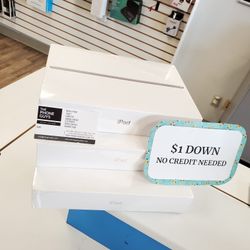 THE
PHONE
GUYS
iPad
$1 DOWN
NO CREDIT NEEDED
iPad
iPad